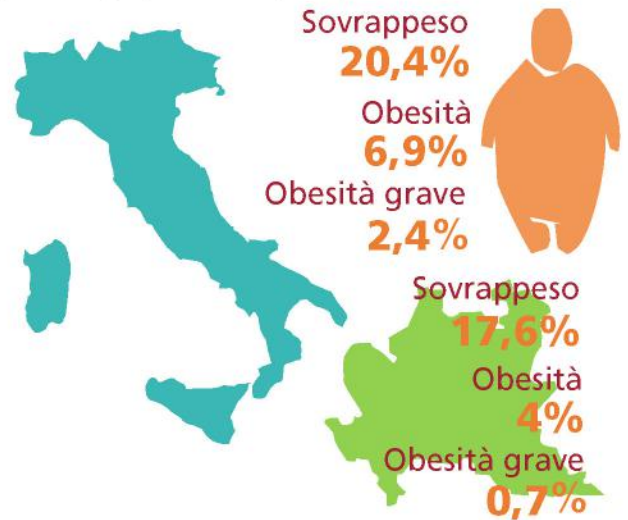 Sovrappeso
20,4%
Obesità
6,9%
Obesità grave
2,4%
Sovrappeso
17,6%
Obesità
4%
Obesità grave
0,7%